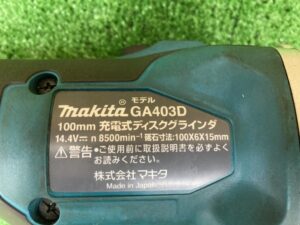 モデル
makita® GA403D
100mm 充電式ディスクグラインダ
14.4V⎓ n 8500min⁻¹ 砥石寸法:100X6X15mm
⚠警告 •ご使用前に取扱説明書を必ずよく
お読みください。
株式会社 マキタ
Made in Japan